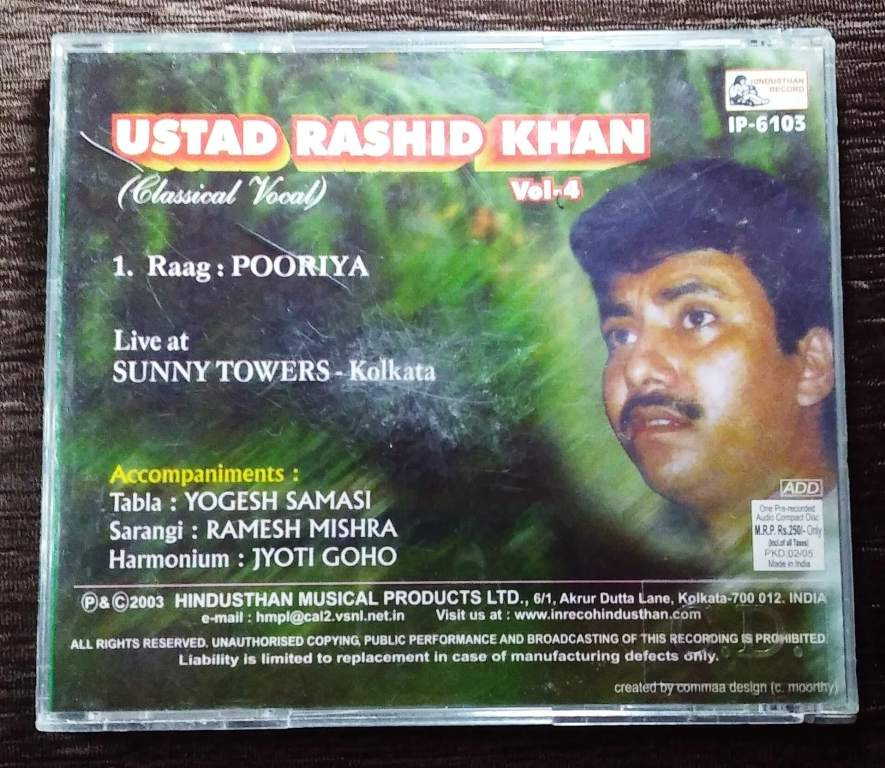 HINDUSTHAN
RECORD
IP-6103
USTAD RASHID KHAN
(Classical Vocal)
Vol-4
1. Raag : POORIYA
Live at
SUNNY TOWERS - Kolkata
Accompaniments :
Tabla : YOGESH SAMASI
Sarangi : RAMESH MISHRA
Harmonium : JYOTI GOHO
ADD
One Pre-recorded
Audio Compact Disc
M.R.P. Rs.250/- Only
(Incl.of all Taxes)
PKD:02/05
Made in India
Ⓟ&©2003 HINDUSTHAN MUSICAL PRODUCTS LTD., 6/1, Akrur Dutta Lane, Kolkata-700 012. INDIA
e-mail : hmpl@cal2.vsnl.net.in Visit us at : www.inrecohindusthan.com
ALL RIGHTS RESERVED. UNAUTHORISED COPYING, PUBLIC PERFORMANCE AND BROADCASTING OF THIS RECORDING IS PROHIBITED.
Liability is limited to replacement in case of manufacturing defects only.
created by commaa design (c. moorthy)